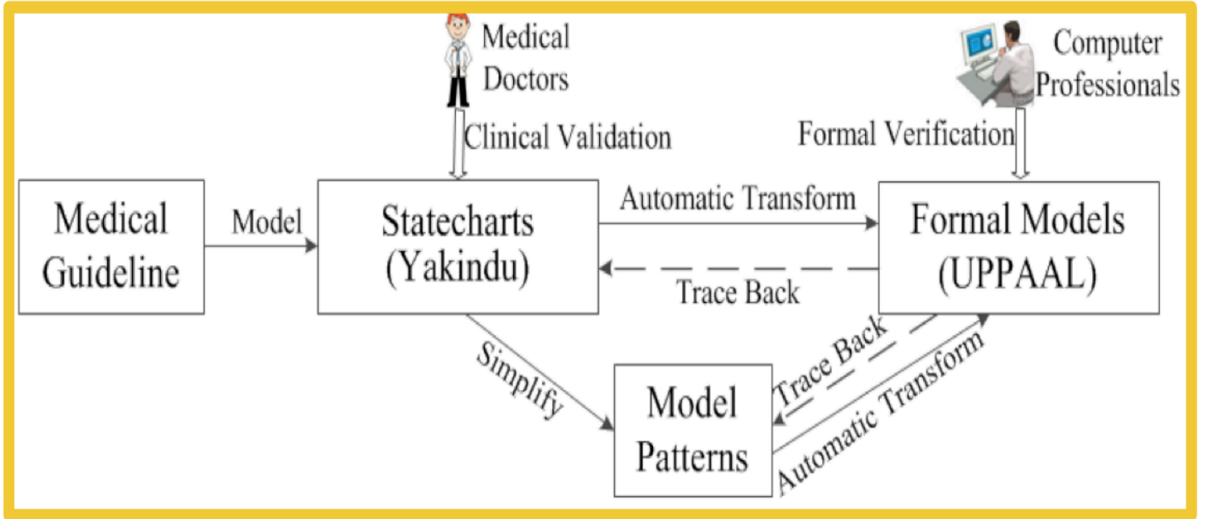 Medical
Doctors
Computer
Professionals
Clinical Validation
Formal Verification
Medical
Guideline
Model
Statecharts
(Yakindu)
Automatic Transform
Trace Back
Formal Models
(UPPAAL)
Simplify
Model
Patterns
Trace Back
Automatic Transform